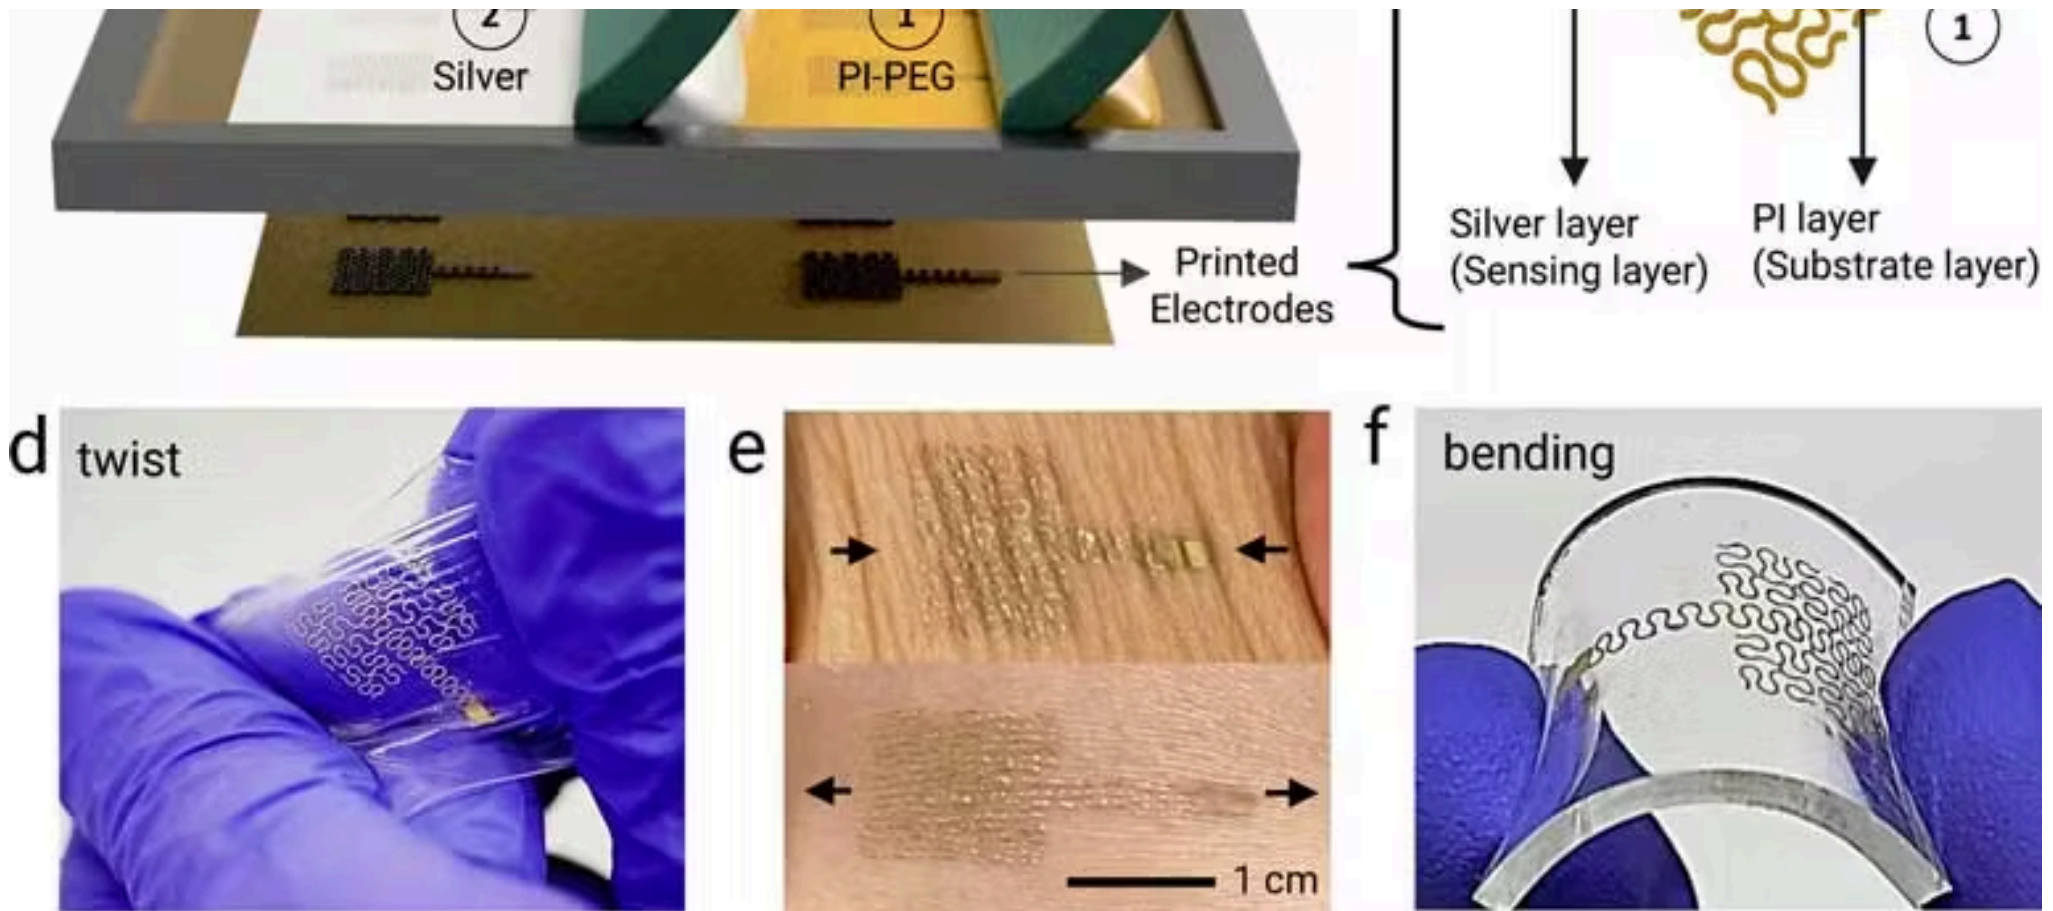 2
Silver
1
PI-PEG
1
Silver layer
(Sensing layer)
PI layer
(Substrate layer)
Printed
Electrodes
d
twist
e
1 cm
f
bending